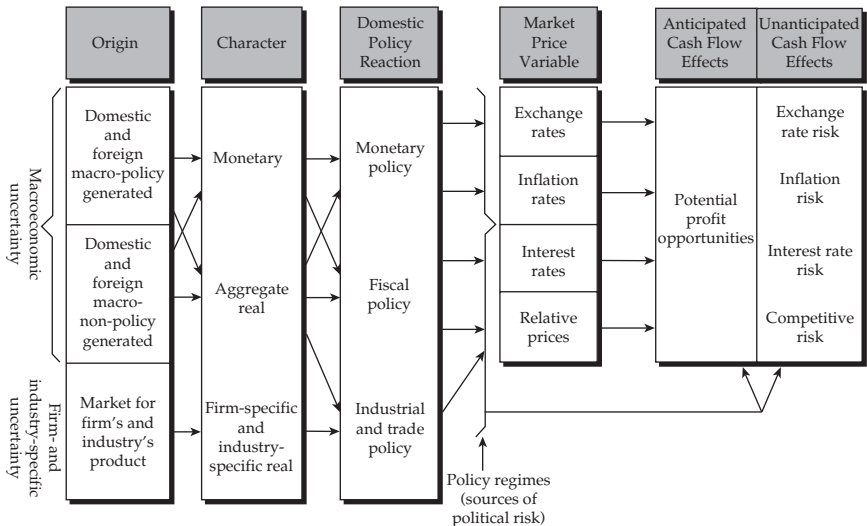 Origin
Character
Domestic
Policy
Reaction
Market
Price
Variable
Anticipated
Cash Flow
Effects
Unanticipated
Cash Flow
Effects
Macroeconomic
uncertainty
Firm- and
industry-specific
uncertainty
Domestic
and
foreign
macro-policy
generated
Domestic
and
foreign
macro-
non-policy
generated
Market for
firm's and
industry's
product
Monetary
Aggregate
real
Firm-specific
and
industry-
specific real
Monetary
policy
Fiscal
policy
Industrial
and trade
policy
Policy regimes
(sources of
political risk)
Exchange
rates
Inflation
rates
Interest
rates
Relative
prices
Potential
profit
opportunities
Exchange
rate risk
Inflation
risk
Interest rate
risk
Competitive
risk